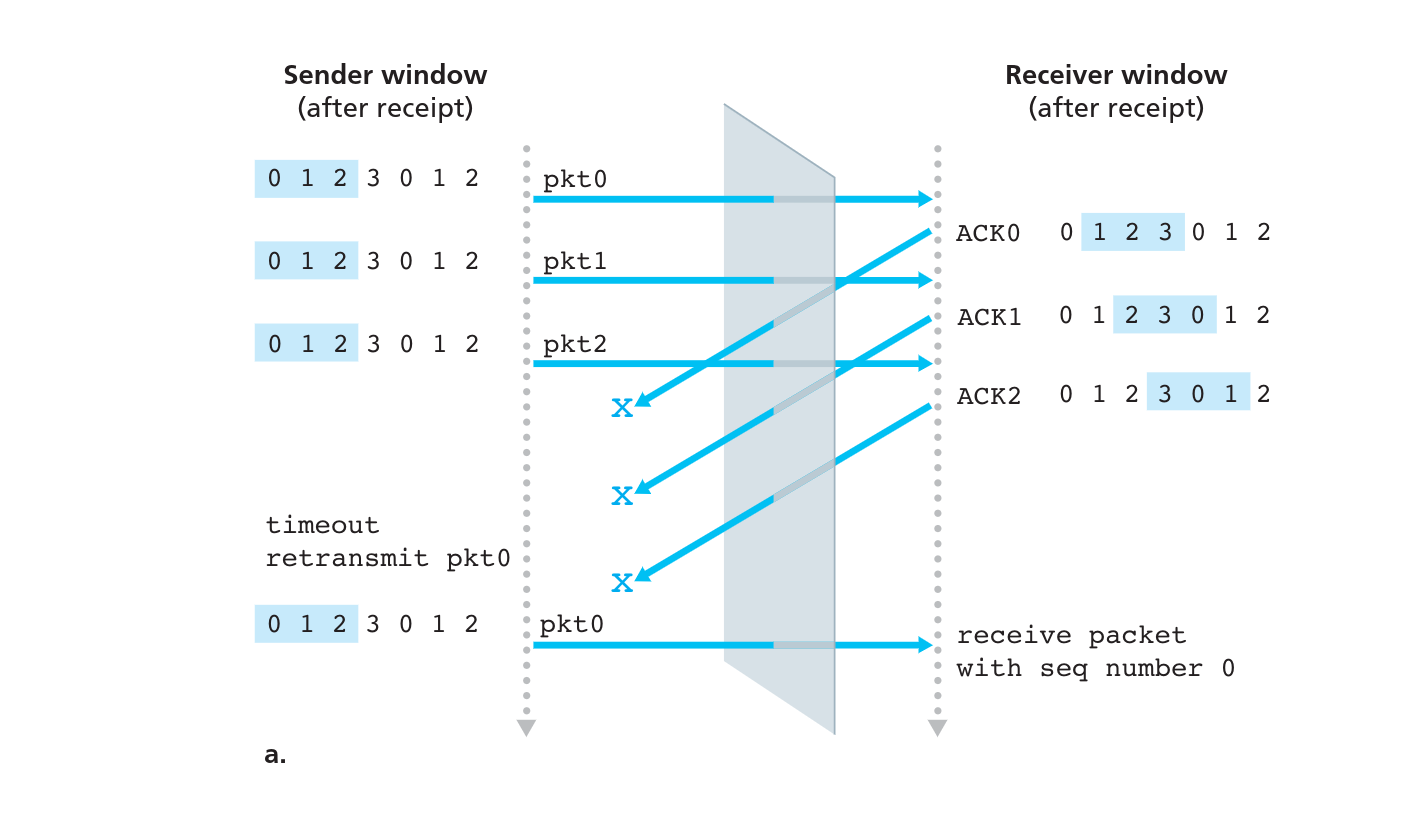 Sender window
(after receipt)
Receiver window
(after receipt)
0 1 2 3 0 1 2
pkt0
ACK0 0 1 2 3 0 1 2
0 1 2 3 0 1 2
pkt1
ACK1 0 1 2 3 0 1 2
0 1 2 3 0 1 2
pkt2
ACK2 0 1 2 3 0 1 2
x
x
timeout
retransmit pkt0
x
0 1 2 3 0 1 2
pkt0
receive packet
with seq number 0
a.